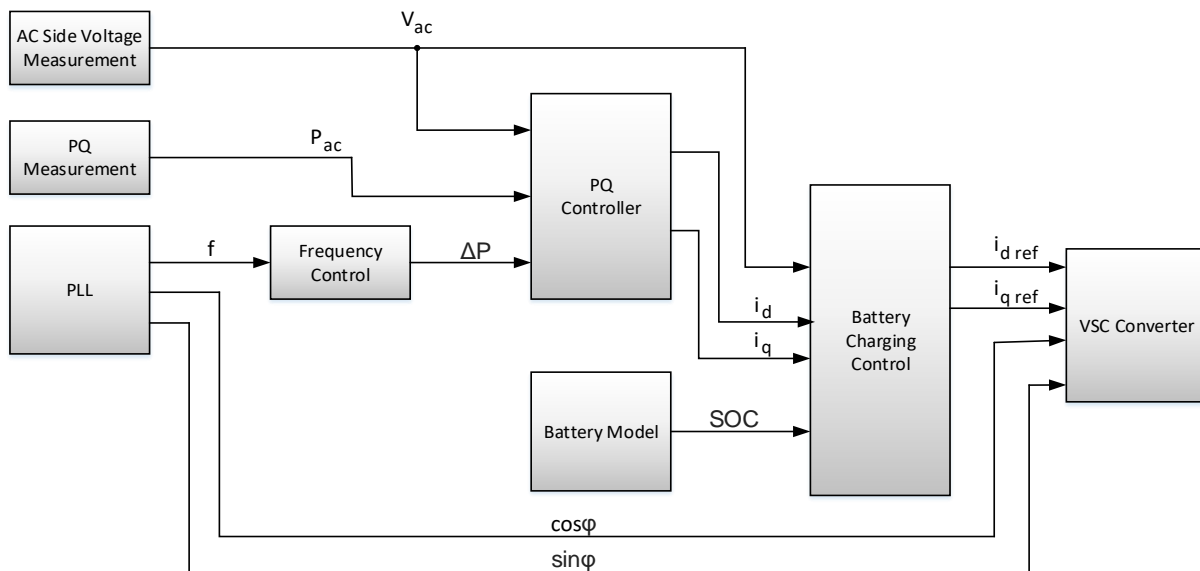 AC Side Voltage
Measurement
V_ac
PQ
Measurement
P_ac
PLL
f
Frequency
Control
ΔP
PQ
Controller
i_d
i_q
Battery Model
SOC
Battery
Charging
Control
i_d ref
i_q ref
VSC Converter
cosφ
sinφ